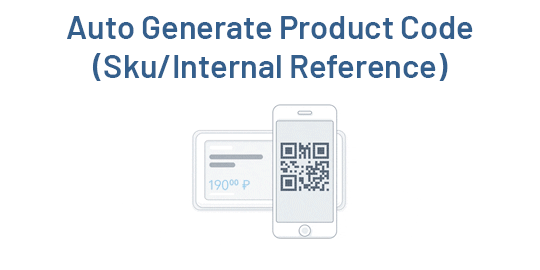 Auto Generate Product Code
(Sku/Internal Reference)
190⁰⁰ ₽